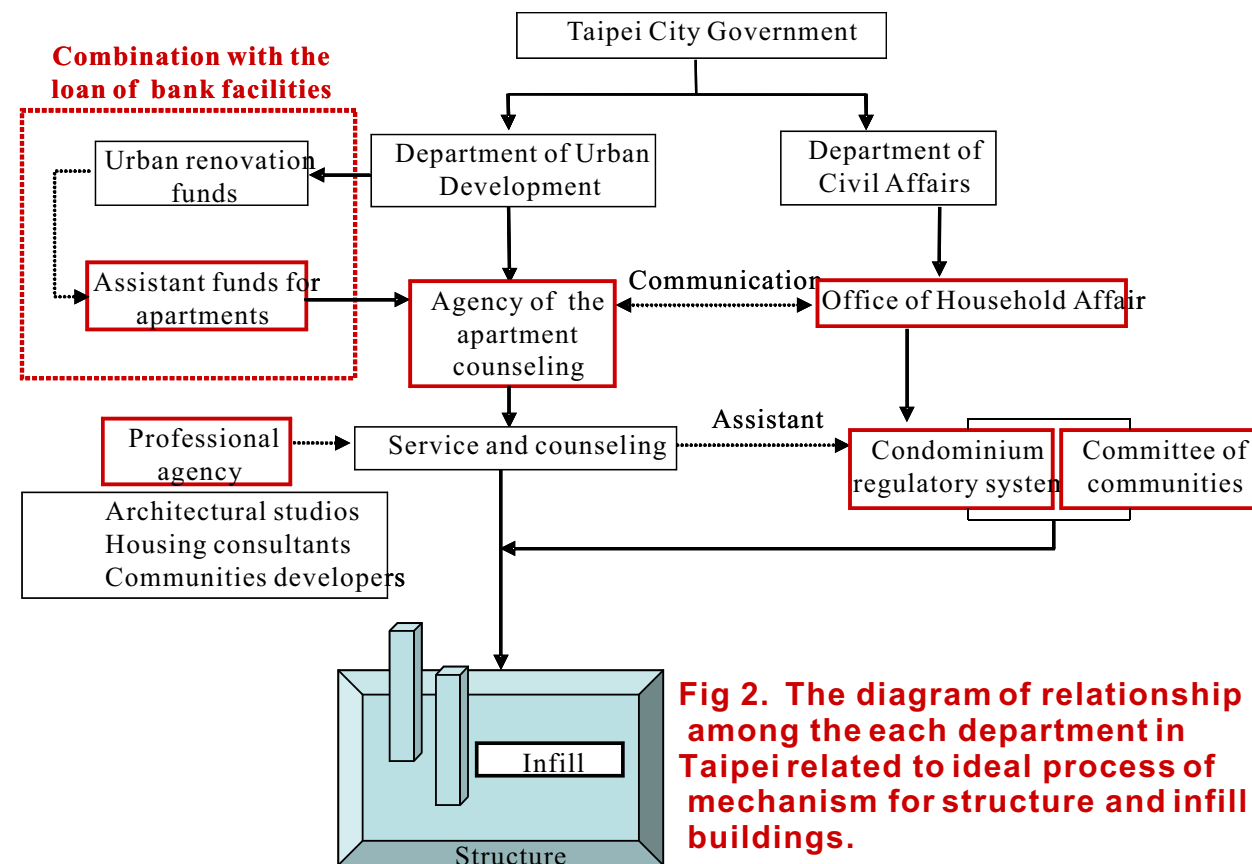 Taipei City Government
Combination with the
loan of bank facilities
Urban renovation
funds
Department of Urban
Development
Department of
Civil Affairs
Assistant funds for
apartments
Agency of the
apartment
counseling
Communication
Office of Household Affair
Professional
agency
Service and counseling
Assistant
Condominium
regulatory system
Committee of
communities
Architectural studios
Housing consultants
Communities developers
Infill
Structure
Fig 2. The diagram of relationship
among the each department in
Taipei related to ideal process of
mechanism for structure and infill
buildings.